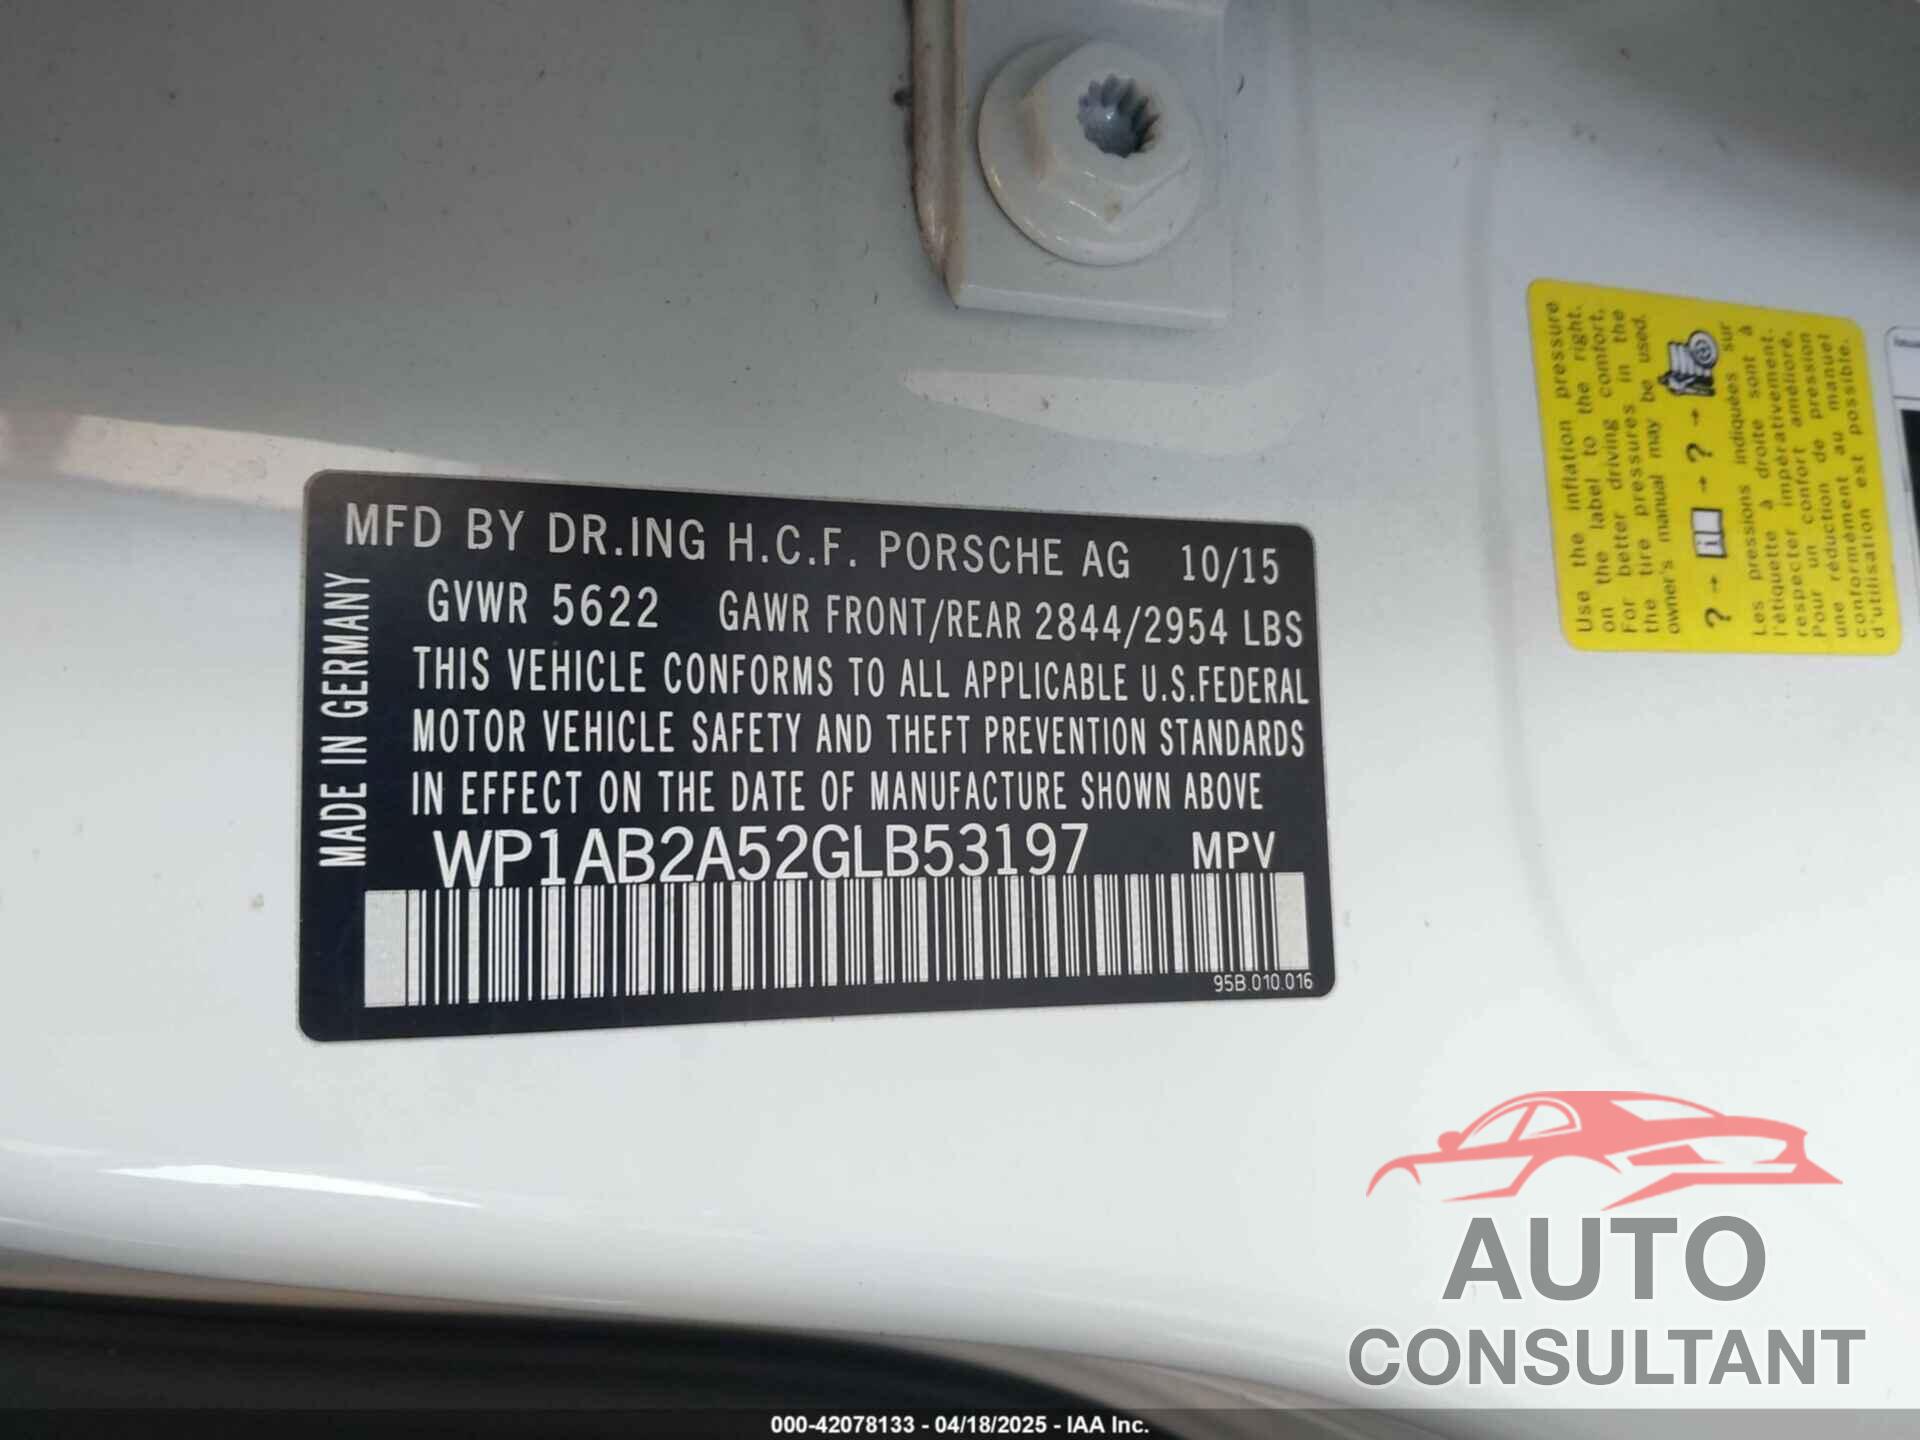 MFD BY DR.ING H.C.F. PORSCHE AG 10/15
GVWR 5622 GAWR FRONT/REAR 2844/2954 LBS
THIS VEHICLE CONFORMS TO ALL APPLICABLE U.S.FEDERAL
MOTOR VEHICLE SAFETY AND THEFT PREVENTION STANDARDS
IN EFFECT ON THE DATE OF MANUFACTURE SHOWN ABOVE
WP1AB2A52GLB53197 MPV
95B.010.016
MADE IN GERMANY
Use the inflation pressure
on the label to the right.
For better driving comfort,
the tire pressures in the
owner's manual may be used.
? → i → ? →
Les pressions indiquées sur
l'étiquette à droite sont à
respecter impérativement.
Pour un confort amélioré,
une réduction de pression
conformément au manuel
d'utilisation est possible.
AUTO
CONSULTANT
000-42078133 - 04/18/2025 - IAA Inc.